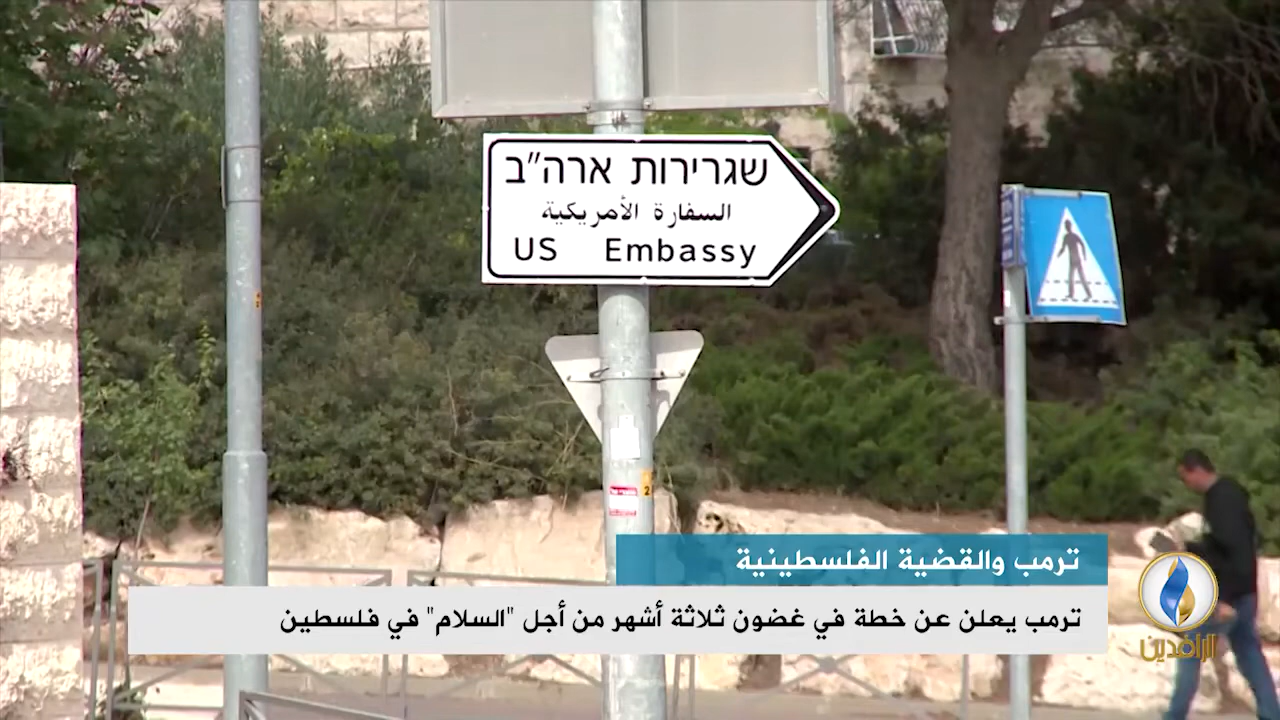 שגרירות ארה"ב
السفارة الأمريكية
US Embassy
2
ترمب والقضية الفلسطينية
ترمب يعلن عن خطة في غضون ثلاثة أشهر من أجل "السلام" في فلسطين
الرافدين